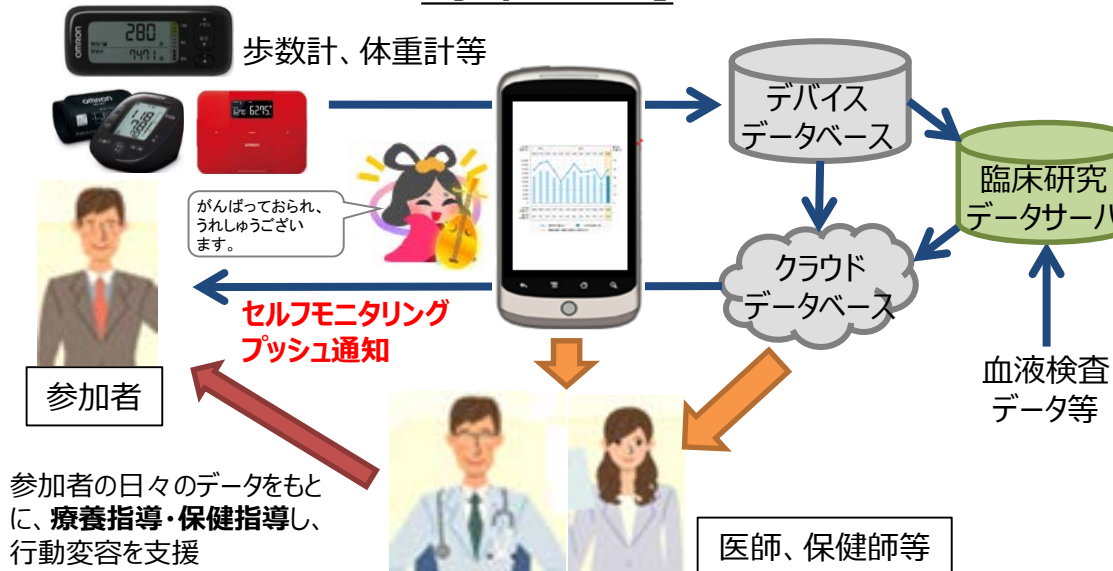 OMRON
280
7471
歩数計、体重計等
OMRON
がんばっておられ、
うれしゅうござい
ます。
デバイス
データベース
臨床研究
データサーバ
クラウド
データベース
セルフモニタリング
プッシュ通知
参加者
血液検査
データ等
参加者の日々のデータをもと
に、療養指導・保健指導し、
行動変容を支援
医師、保健師等